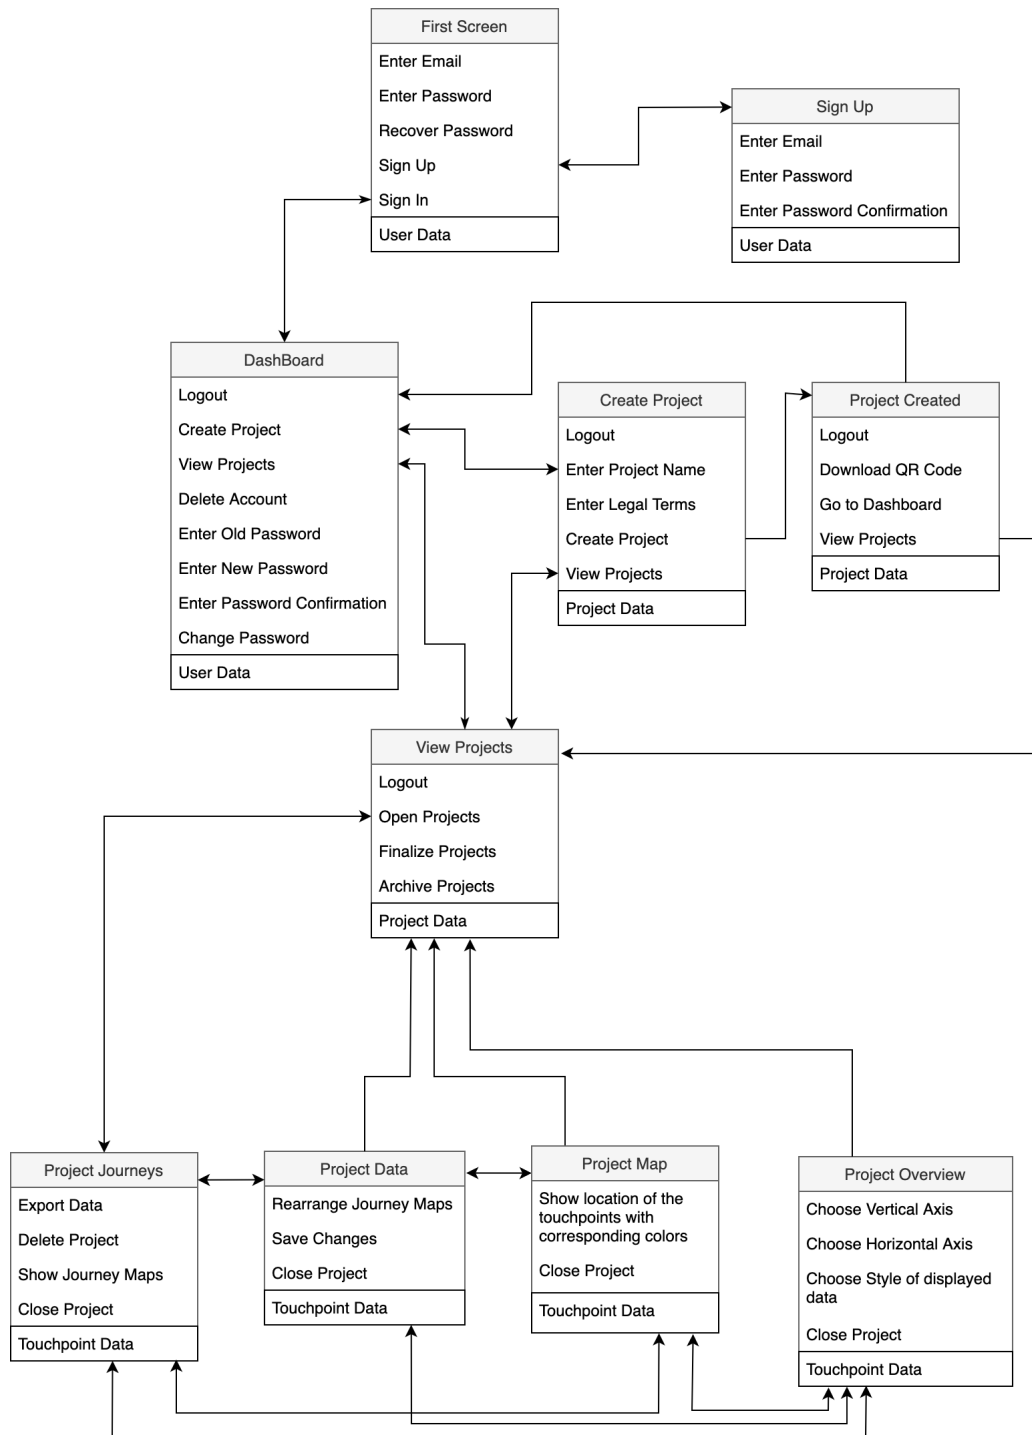 First Screen
Enter Email
Enter Password
Recover Password
Sign Up
Sign In
User Data
Sign Up
Enter Email
Enter Password
Enter Password Confirmation
User Data
DashBoard
Logout
Create Project
View Projects
Delete Account
Enter Old Password
Enter New Password
Enter Password Confirmation
Change Password
User Data
Create Project
Logout
Enter Project Name
Enter Legal Terms
Create Project
View Projects
Project Data
Project Created
Logout
Download QR Code
Go to Dashboard
View Projects
Project Data
View Projects
Logout
Open Projects
Finalize Projects
Archive Projects
Project Data
Project Journeys
Export Data
Delete Project
Show Journey Maps
Close Project
Touchpoint Data
Project Data
Rearrange Journey Maps
Save Changes
Close Project
Touchpoint Data
Project Map
Show location of the
touchpoints with
corresponding colors
Close Project
Touchpoint Data
Project Overview
Choose Vertical Axis
Choose Horizontal Axis
Choose Style of displayed
data
Close Project
Touchpoint Data